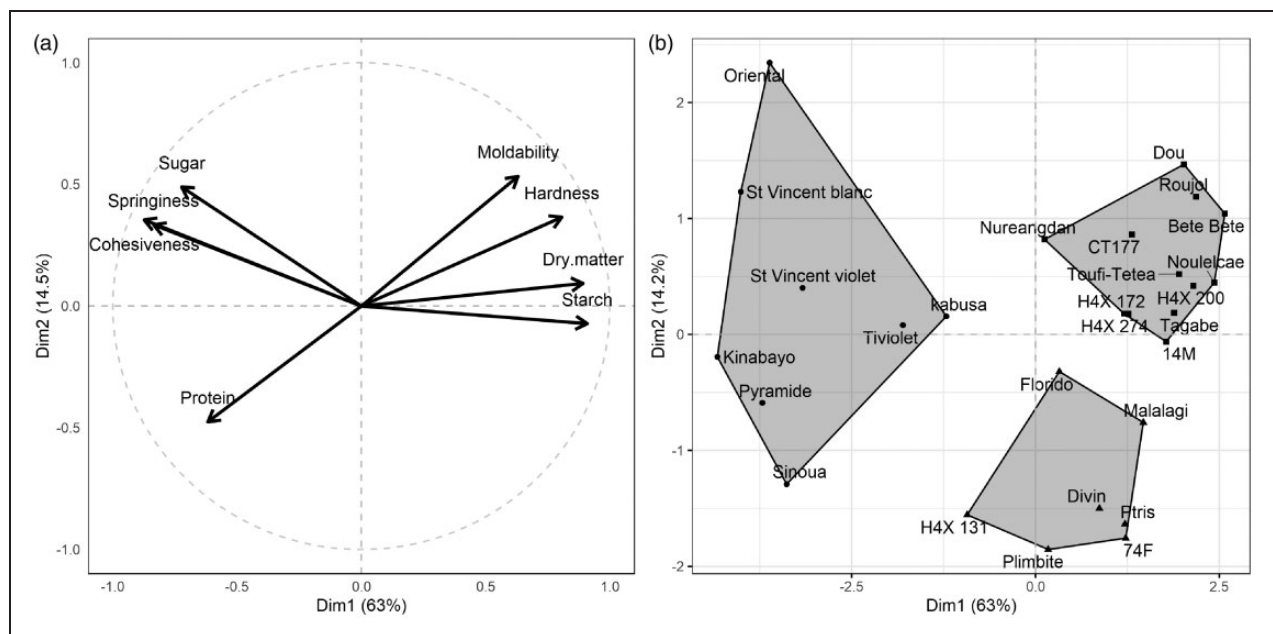 (a)
1.0
0.5
0.0
-0.5
-1.0
Dim2 (14.5%)
Sugar
Springiness
Cohesiveness
Moldability
Hardness
Dry.matter
Starch
Protein
-1.0
-0.5
0.0
0.5
1.0
Dim1 (63%)
(b)
2
1
0
-1
-2
Dim2 (14.2%)
Oriental
St Vincent blanc
St Vincent violet
kabusa
Tiviolet
Kinabayo
Pyramide
Sinoua
Dou
Roujol
Bete Bete
Nureangdan
CT177
Noulelcae
Toufi-Tetea
H4X 200
H4X 172
H4X 274
Tagabe
14M
Florido
Malalagi
Divin
Ptris
H4X 131
74F
Plimbite
-2.5
0.0
2.5
Dim1 (63%)